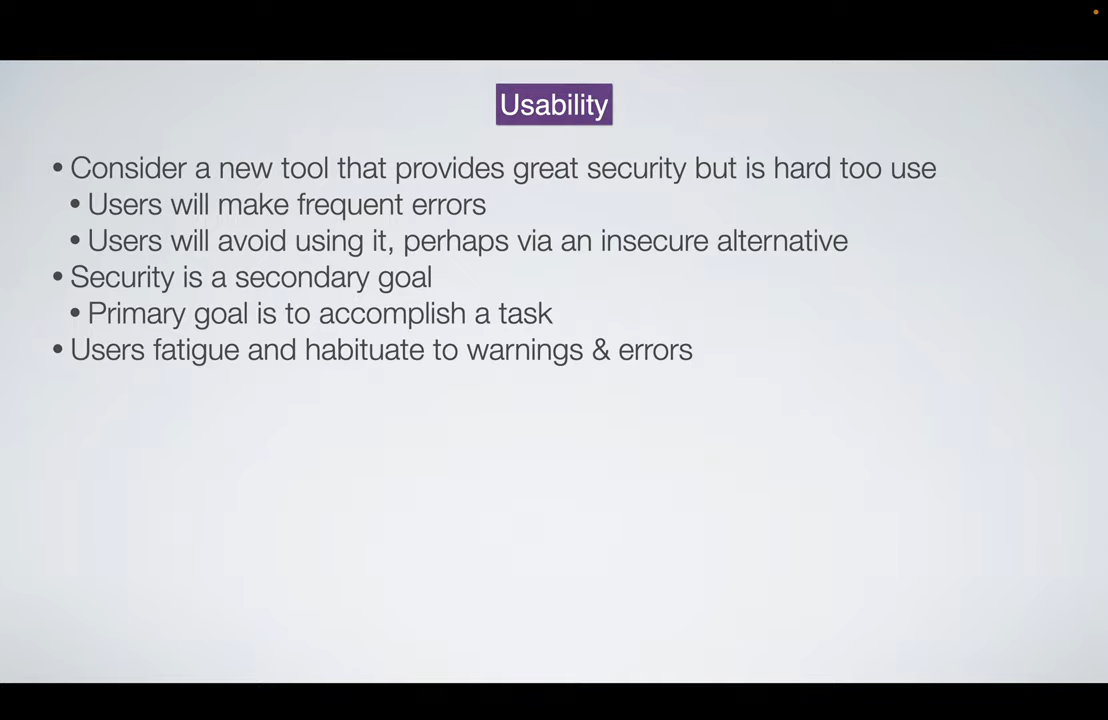 Usability
• Consider a new tool that provides great security but is hard too use
• Users will make frequent errors
• Users will avoid using it, perhaps via an insecure alternative
• Security is a secondary goal
• Primary goal is to accomplish a task
• Users fatigue and habituate to warnings & errors